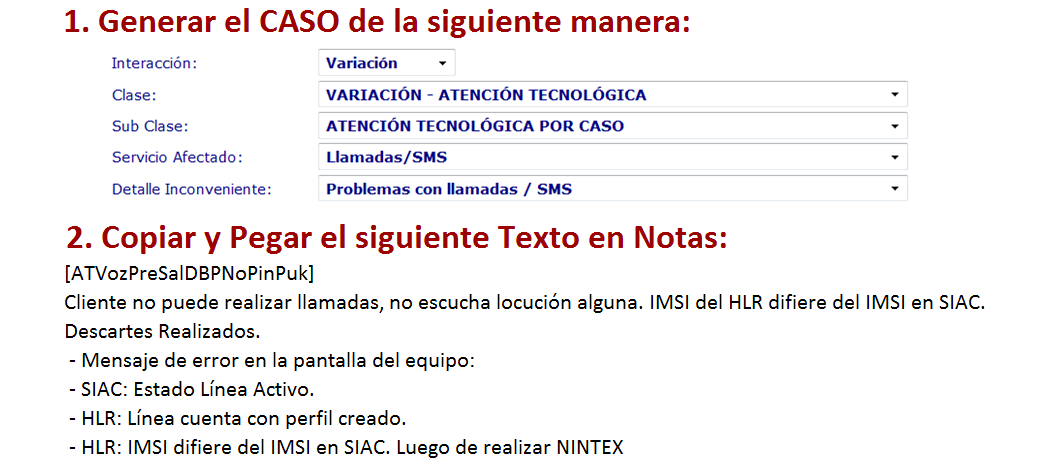 1. Generar el CASO de la siguiente manera:
Interacción: Variación
Clase: VARIACIÓN - ATENCIÓN TECNOLÓGICA
Sub Clase: ATENCIÓN TECNOLÓGICA POR CASO
Servicio Afectado: Llamadas/SMS
Detalle Inconveniente: Problemas con llamadas / SMS
2. Copiar y Pegar el siguiente Texto en Notas:
[ATVozPreSalDBPNoPinPuk]
Cliente no puede realizar llamadas, no escucha locución alguna. IMSI del HLR difiere del IMSI en SIAC.
Descartes Realizados.
- Mensaje de error en la pantalla del equipo:
- SIAC: Estado Línea Activo.
- HLR: Línea cuenta con perfil creado.
- HLR: IMSI difiere del IMSI en SIAC. Luego de realizar NINTEX